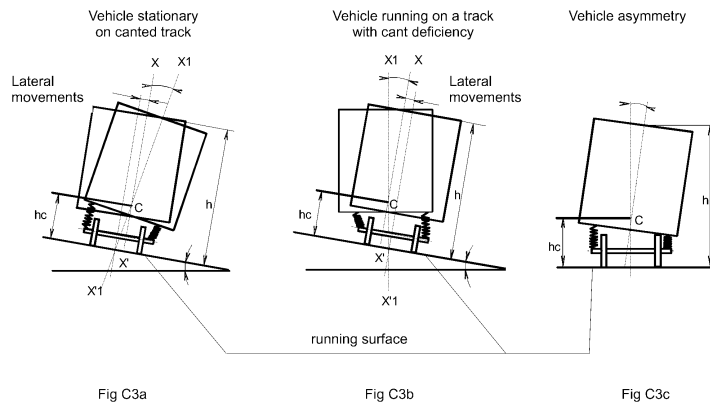 Vehicle stationary
on canted track
Vehicle running on a track
with cant deficiency
Vehicle asymmetry
X X1
X1 X
Lateral
movements
Lateral
movements
C
h
hc
X'
X'1
C
h
hc
X'
X'1
C
h
hc
running surface
Fig C3a
Fig C3b
Fig C3c